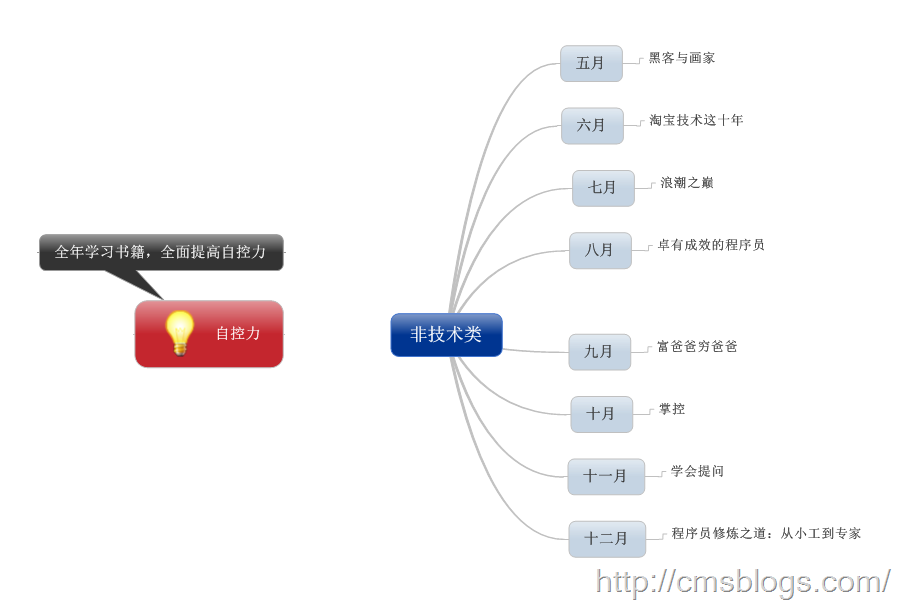 全年学习书籍，全面提高自控力
自控力
非技术类
五月
黑客与画家
六月
淘宝技术这十年
七月
浪潮之巅
八月
卓有成效的程序员
九月
富爸爸穷爸爸
十月
掌控
十一月
学会提问
十二月
程序员修炼之道：从小工到专家
http://cmsblogs.com/